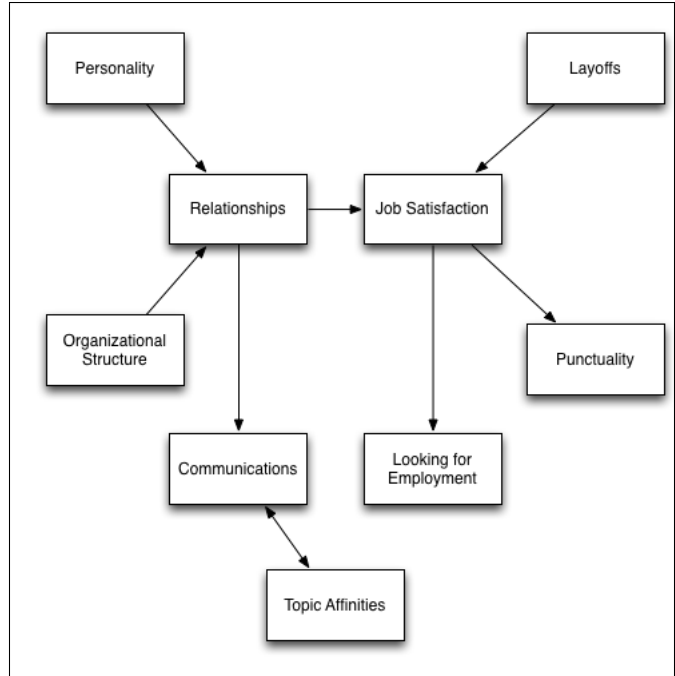 Personality
Layoffs
Relationships
Job Satisfaction
Organizational
Structure
Punctuality
Communications
Looking for
Employment
Topic Affinities